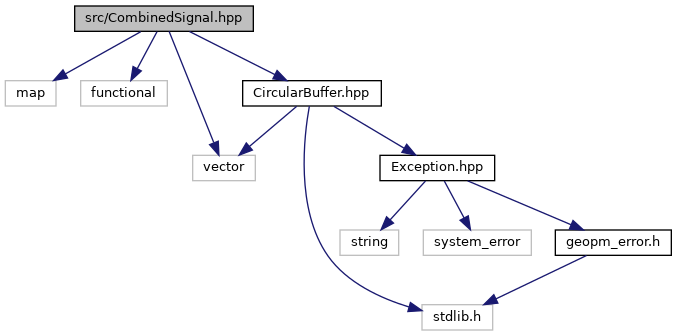 src/CombinedSignal.hpp
map
functional
CircularBuffer.hpp
vector
Exception.hpp
string
system_error
geopm_error.h
stdlib.h